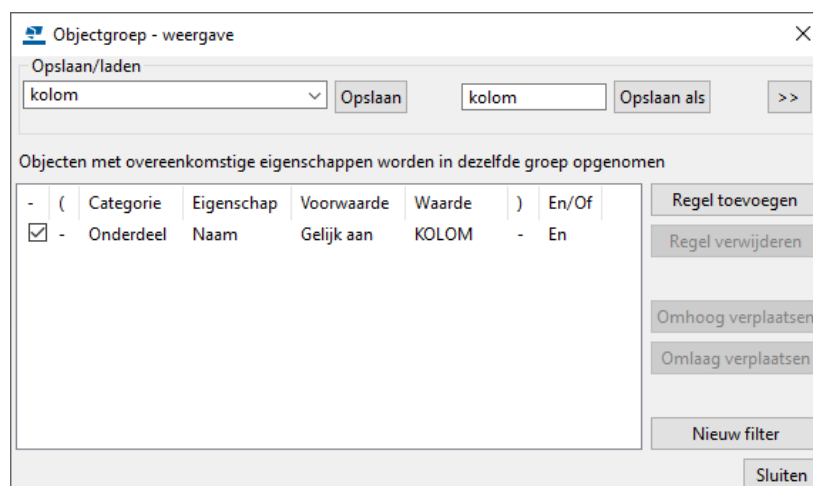 Objectgroep - weergave
Opslaan/laden
kolom Opslaan kolom Opslaan als >>
Objecten met overeenkomstige eigenschappen worden in dezelfde groep opgenomen
- ( Categorie Eigenschap Voorwaarde Waarde ) En/Of
- Onderdeel Naam Gelijk aan KOLOM - En
Regel toevoegen
Regel verwijderen
Omhoog verplaatsen
Omlaag verplaatsen
Nieuw filter
Sluiten